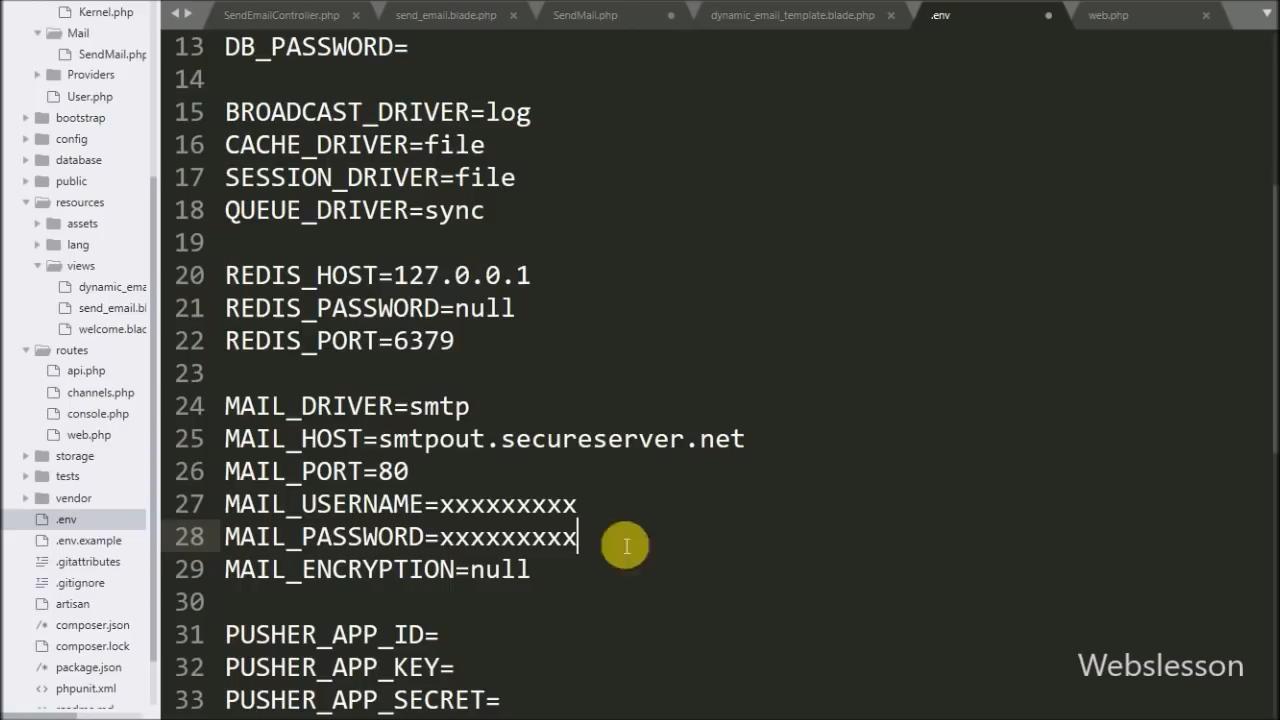 SendEmailController.php
send_email.blade.php
SendMail.php
dynamic_email_template.blade.php
.env
web.php
Kernel.php
Mail
SendMail.php
Providers
User.php
bootstrap
config
database
public
resources
assets
lang
views
dynamic_ema
send_email.bl
welcome.blad
routes
api.php
channels.php
console.php
web.php
storage
tests
vendor
.env
.env.example
.gitattributes
.gitignore
artisan
composer.json
composer.lock
package.json
phpunit.xml
13 DB_PASSWORD=
14
15 BROADCAST_DRIVER=log
16 CACHE_DRIVER=file
17 SESSION_DRIVER=file
18 QUEUE_DRIVER=sync
19
20 REDIS_HOST=127.0.0.1
21 REDIS_PASSWORD=null
22 REDIS_PORT=6379
23
24 MAIL_DRIVER=smtp
25 MAIL_HOST=smtpout.secureserver.net
26 MAIL_PORT=80
27 MAIL_USERNAME=xxxxxxxxx
28 MAIL_PASSWORD=xxxxxxxxx
29 MAIL_ENCRYPTION=null
30
31 PUSHER_APP_ID=
32 PUSHER_APP_KEY=
33 PUSHER_APP_SECRET=
Webslesson